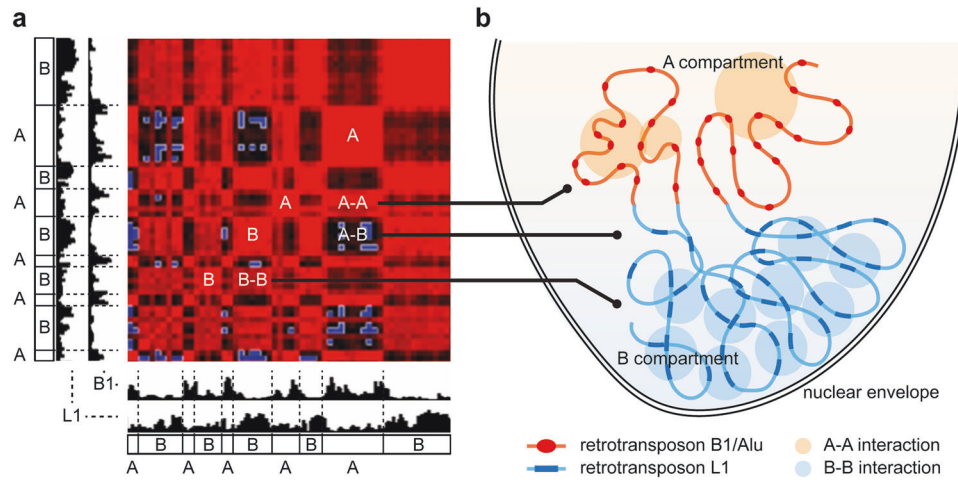 a
b
B
A
B
A
B
A
B
A
B
A
A
A
A-A
B
A-B
B
B-B
B1
L1
B
B
B
B
B
A
A
A
A
A
A compartment
B compartment
nuclear envelope
retrotransposon B1/Alu
A-A interaction
retrotransposon L1
B-B interaction